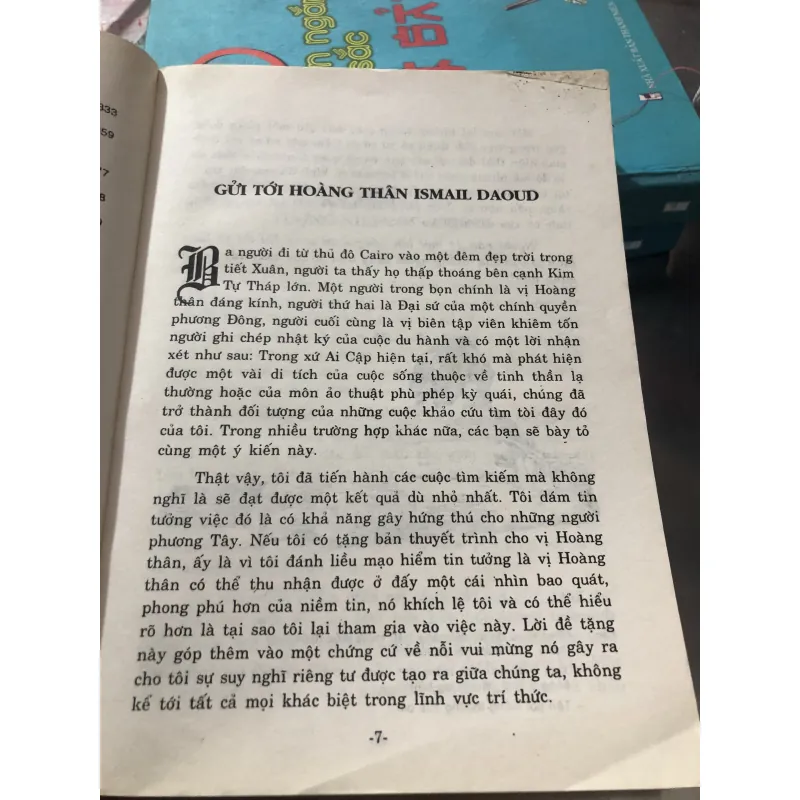 m ngắn
sắc
NHÀ XUẤT BẢN THANH NIÊN
333
59
77
8
GỬI TỚI HOÀNG THÂN ISMAIL DAOUD
Ba người đi từ thủ đô Cairo vào một đêm đẹp trời trong
tiết Xuân, người ta thấy họ thấp thoáng bên cạnh Kim
Tự Tháp lớn. Một người trong bọn chính là vị Hoàng
thân đáng kính, người thứ hai là Đại sứ của một chính quyền
phương Đông, người cuối cùng là vị biên tập viên khiêm tốn
người ghi chép nhật ký của cuộc du hành và có một lời nhận
xét như sau: Trong xứ Ai Cập hiện tại, rất khó mà phát hiện
được một vài di tích của cuộc sống thuộc về tinh thần lạ
thường hoặc của môn ảo thuật phù phép kỳ quái, chúng đã
trở thành đối tượng của những cuộc khảo cứu tìm tòi đây đó
của tôi. Trong nhiều trường hợp khác nữa, các bạn sẽ bày tỏ
cùng một ý kiến này.
Thật vậy, tôi đã tiến hành các cuộc tìm kiếm mà không
nghĩ là sẽ đạt được một kết quả dù nhỏ nhất. Tôi dám tin
tưởng việc đó là có khả năng gây hứng thú cho những người
phương Tây. Nếu tôi có tặng bản thuyết trình cho vị Hoàng
thân, ấy là vì tôi đánh liều mạo hiểm tin tưởng là vị Hoàng
thân có thể thu nhận được ở đấy một cái nhìn bao quát,
phong phú hơn của niềm tin, nó khích lệ tôi và có thể hiểu
rõ hơn là tại sao tôi lại tham gia vào việc này. Lời đề tặng
này góp thêm vào một chứng cứ về nỗi vui mừng nó gây ra
cho tôi sự suy nghĩ riêng tư được tạo ra giữa chúng ta, không
kể tới tất cả mọi khác biệt trong lĩnh vực trí thức.
-7-